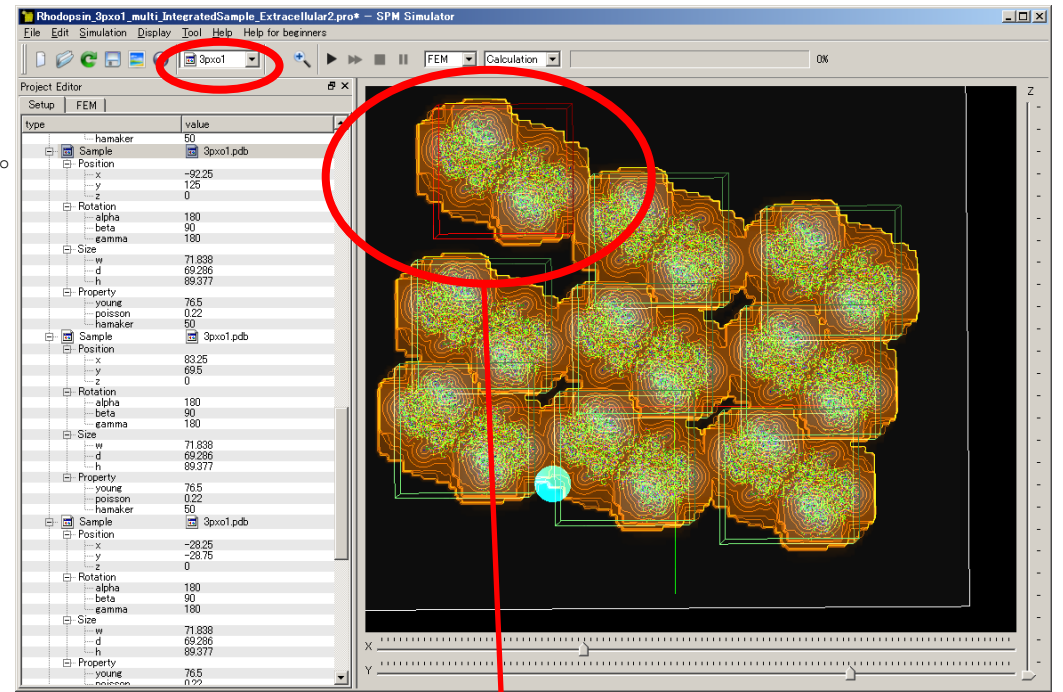 Rhodopsin_3pxo1_multi_IntegratedSample_Extracellular2.pro* — SPM Simulator
File Edit Simulation Display Tool Help Help for beginners
3pxo1 FEM Calculation 0%
Project Editor
Setup FEM
type value
hamaker 50
Sample 3pxo1.pdb
Position
x -92.25
y 125
z 0
Rotation
alpha 180
beta 90
gamma 180
Size
w 71.838
d 69.286
h 89.377
Property
young 76.5
poisson 0.22
hamaker 50
Sample 3pxo1.pdb
Position
x 83.25
y 69.5
z 0
Rotation
alpha 180
beta 90
gamma 180
Size
w 71.838
d 69.286
h 89.377
Property
young 76.5
poisson 0.22
hamaker 50
Sample 3pxo1.pdb
Position
x -28.25
y -28.75
z 0
Rotation
alpha 180
beta 90
gamma 180
Size
w 71.838
d 69.286
h 89.377
Property
young 76.5
poisson 0.22
Z
X
Y